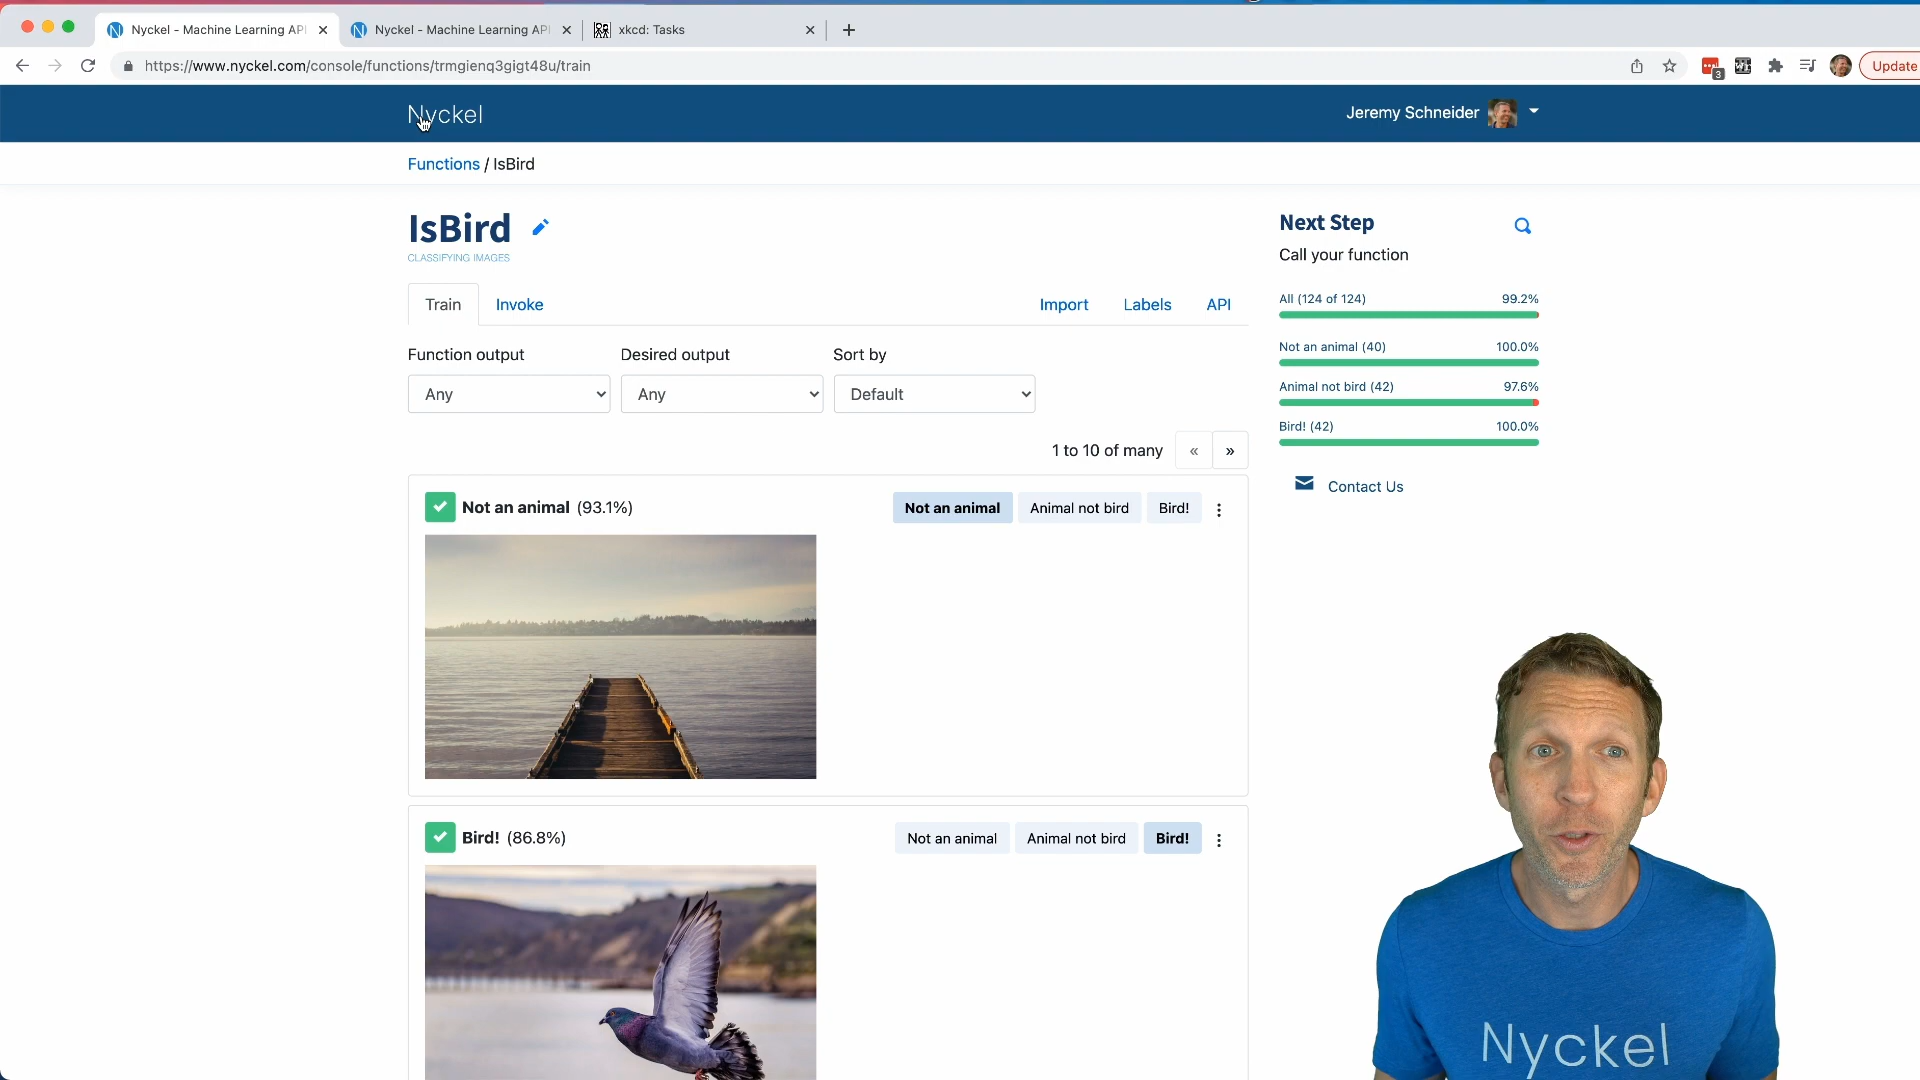 Nyckel - Machine Learning API
Nyckel - Machine Learning API
xkcd: Tasks
https://www.nyckel.com/console/functions/trmgienq3gigt48u/train
3
Update
Nyckel
Jeremy Schneider
Functions / IsBird
IsBird
CLASSIFYING IMAGES
Train
Invoke
Import
Labels
API
Function output
Desired output
Sort by
Any
Any
Default
1 to 10 of many
«
»
Not an animal (93.1%)
Not an animal
Animal not bird
Bird!
Bird! (86.8%)
Not an animal
Animal not bird
Bird!
Next Step
Call your function
All (124 of 124) 99.2%
Not an animal (40) 100.0%
Animal not bird (42) 97.6%
Bird! (42) 100.0%
Contact Us
Nyckel